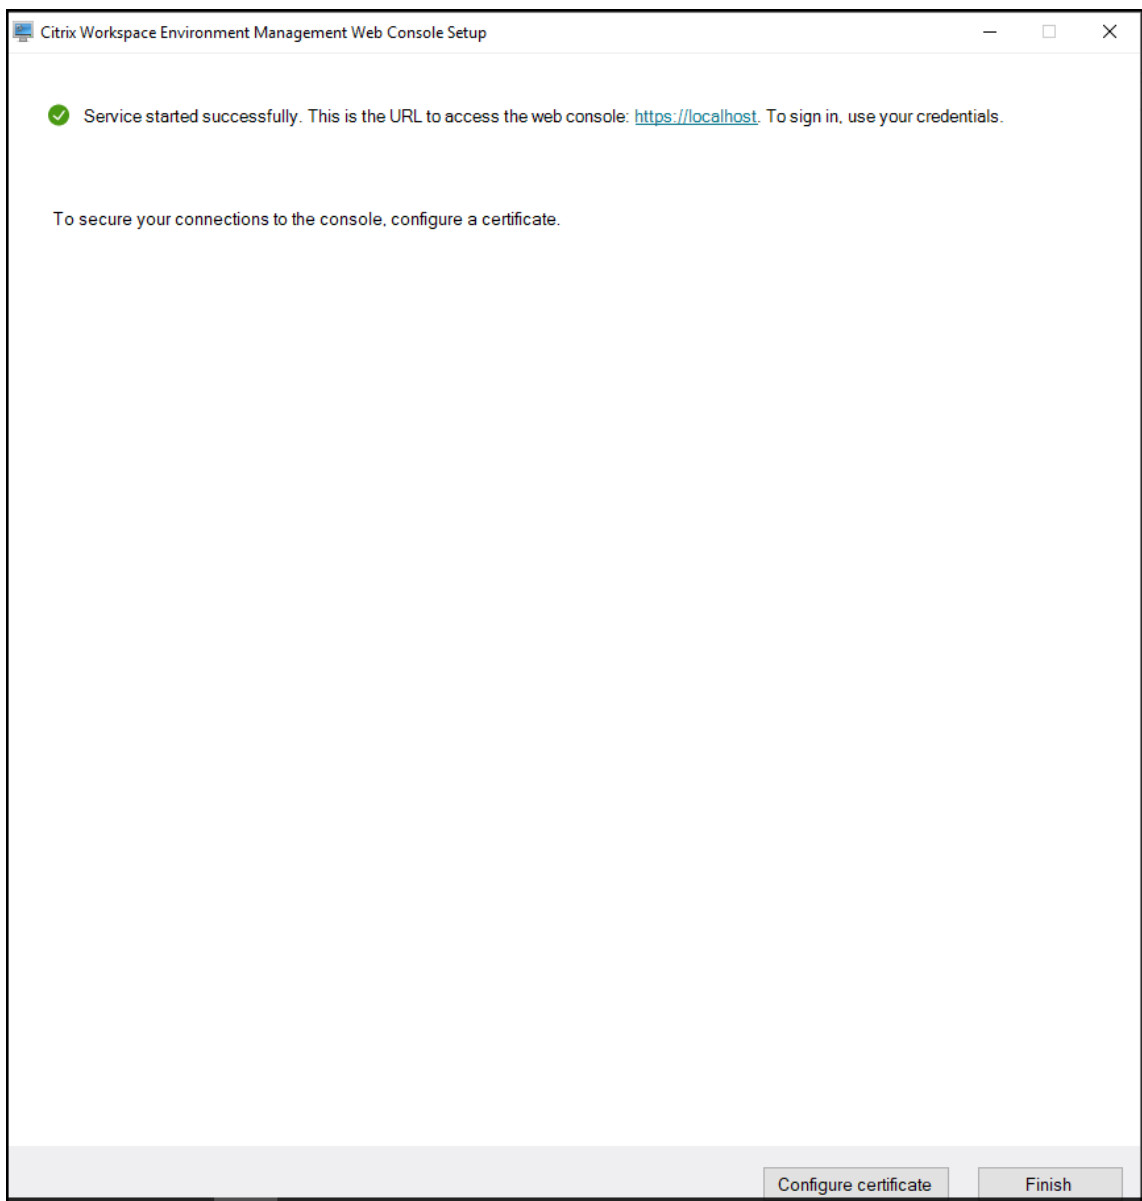 Citrix Workspace Environment Management Web Console Setup
Service started successfully. This is the URL to access the web console: https://localhost. To sign in, use your credentials.
To secure your connections to the console, configure a certificate.
Configure certificate
Finish